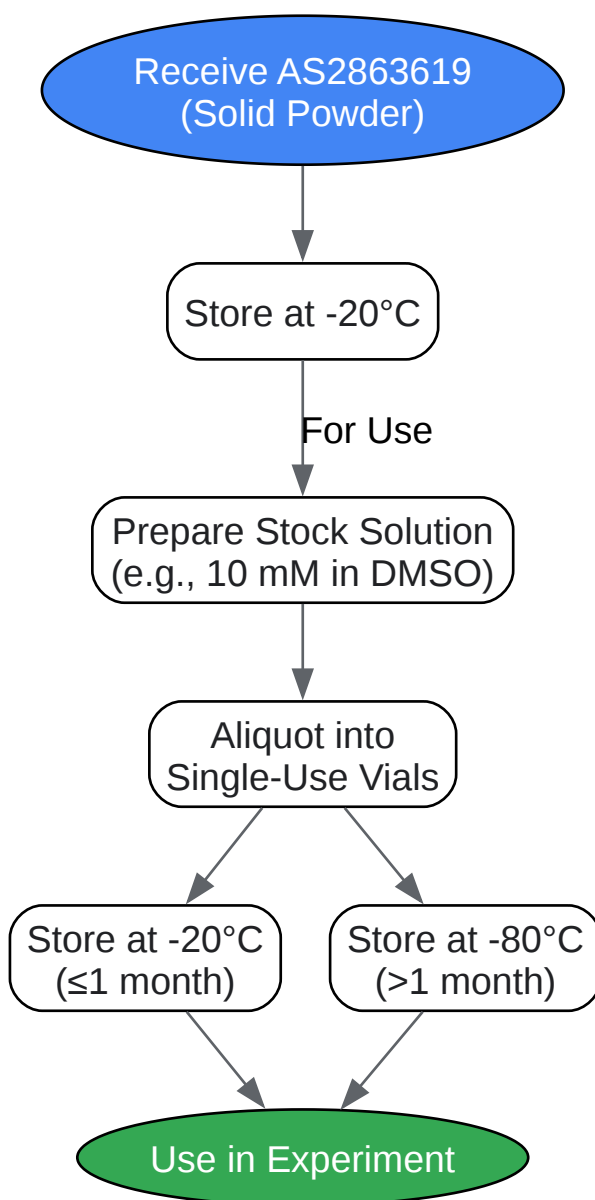 Receive AS2863619
(Solid Powder)
Store at -20°C
For Use
Prepare Stock Solution
(e.g., 10 mM in DMSO)
Aliquot into
Single-Use Vials
Store at -20°C
(≤1 month)
Store at -80°C
(>1 month)
Use in Experiment